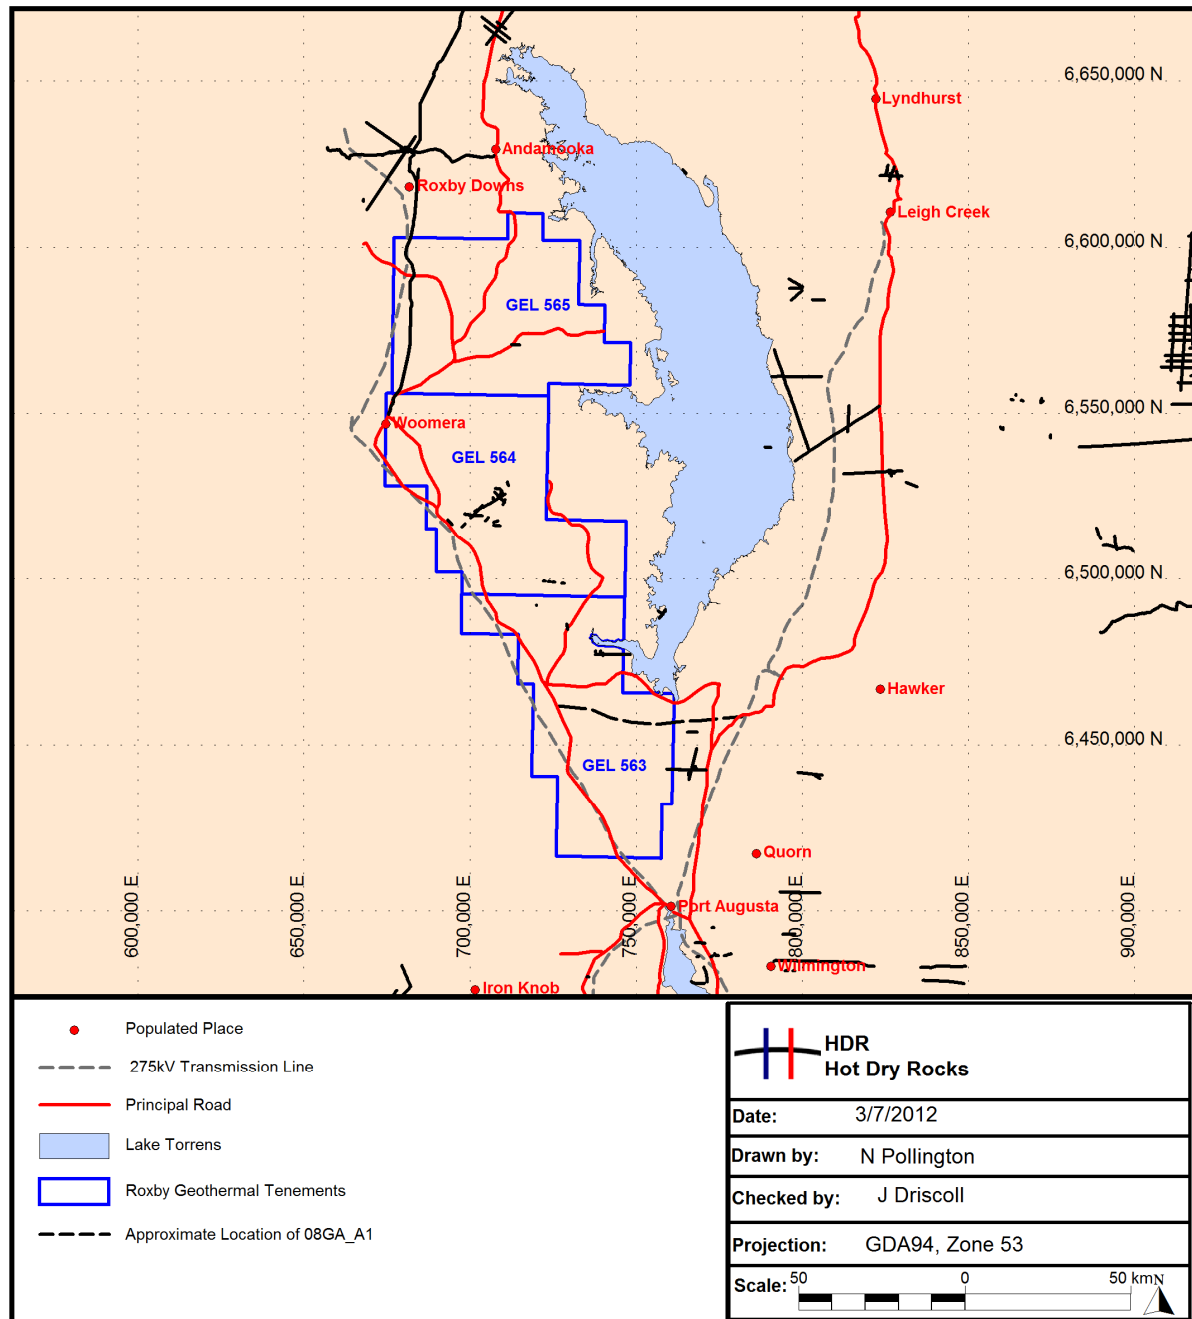 6,650,000 N
Lyndhurst
Andamooka
Roxby Downs
Leigh Creek
6,600,000 N
GEL 565
6,550,000 N
Woomera
GEL 564
6,500,000 N
Hawker
6,450,000 N
GEL 563
Quorn
600,000 E
650,000 E
700,000 E
750,000 E
800,000 E
850,000 E
900,000 E
Port Augusta
Wilmington
Iron Knob
Populated Place
275kV Transmission Line
Principal Road
Lake Torrens
Roxby Geothermal Tenements
Approximate Location of 08GA_A1
HDR
Hot Dry Rocks
Date: 3/7/2012
Drawn by: N Pollington
Checked by: J Driscoll
Projection: GDA94, Zone 53
Scale: 50 0 50 km N